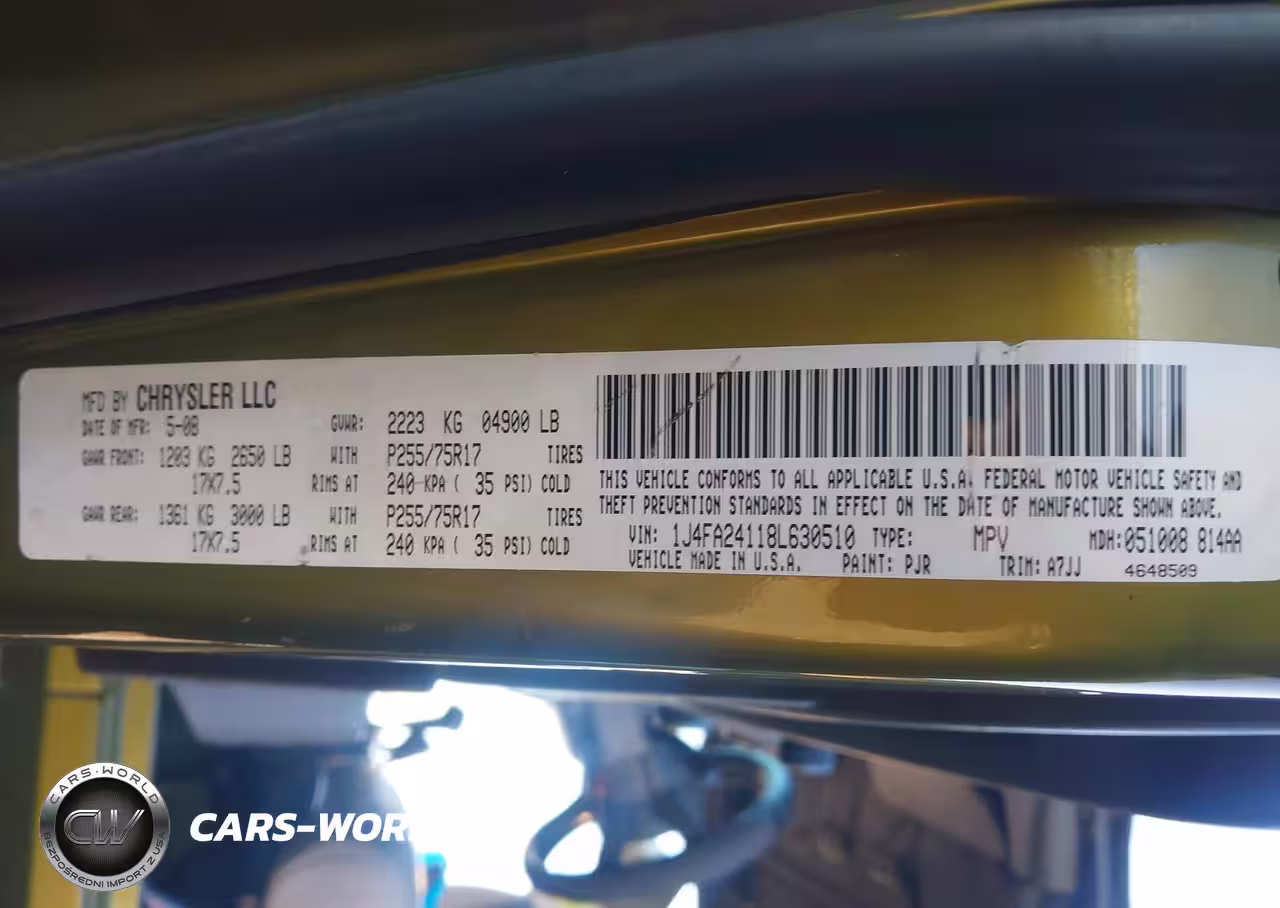 MFD BY CHRYSLER LLC
DATE OF MFR: 5-08 GVWR: 2223 KG 04900 LB
GAWR FRONT: 1203 KG 2650 LB WITH P255/75R17 TIRES
17X7.5 RIMS AT 240 KPA ( 35 PSI) COLD
GAWR REAR: 1361 KG 3000 LB WITH P255/75R17 TIRES
17X7.5 RIMS AT 240 KPA ( 35 PSI) COLD
THIS VEHICLE CONFORMS TO ALL APPLICABLE U.S.A. FEDERAL MOTOR VEHICLE SAFETY AND
THEFT PREVENTION STANDARDS IN EFFECT ON THE DATE OF MANUFACTURE SHOWN ABOVE.
VIN: 1J4FA24118L630510 TYPE: MPV MDH:051008 814AA
VEHICLE MADE IN U.S.A. PAINT: PJR TRIM: A7JJ 4648509
CARS-WORLD
CW
BEZPOŚREDNI IMPORT Z USA